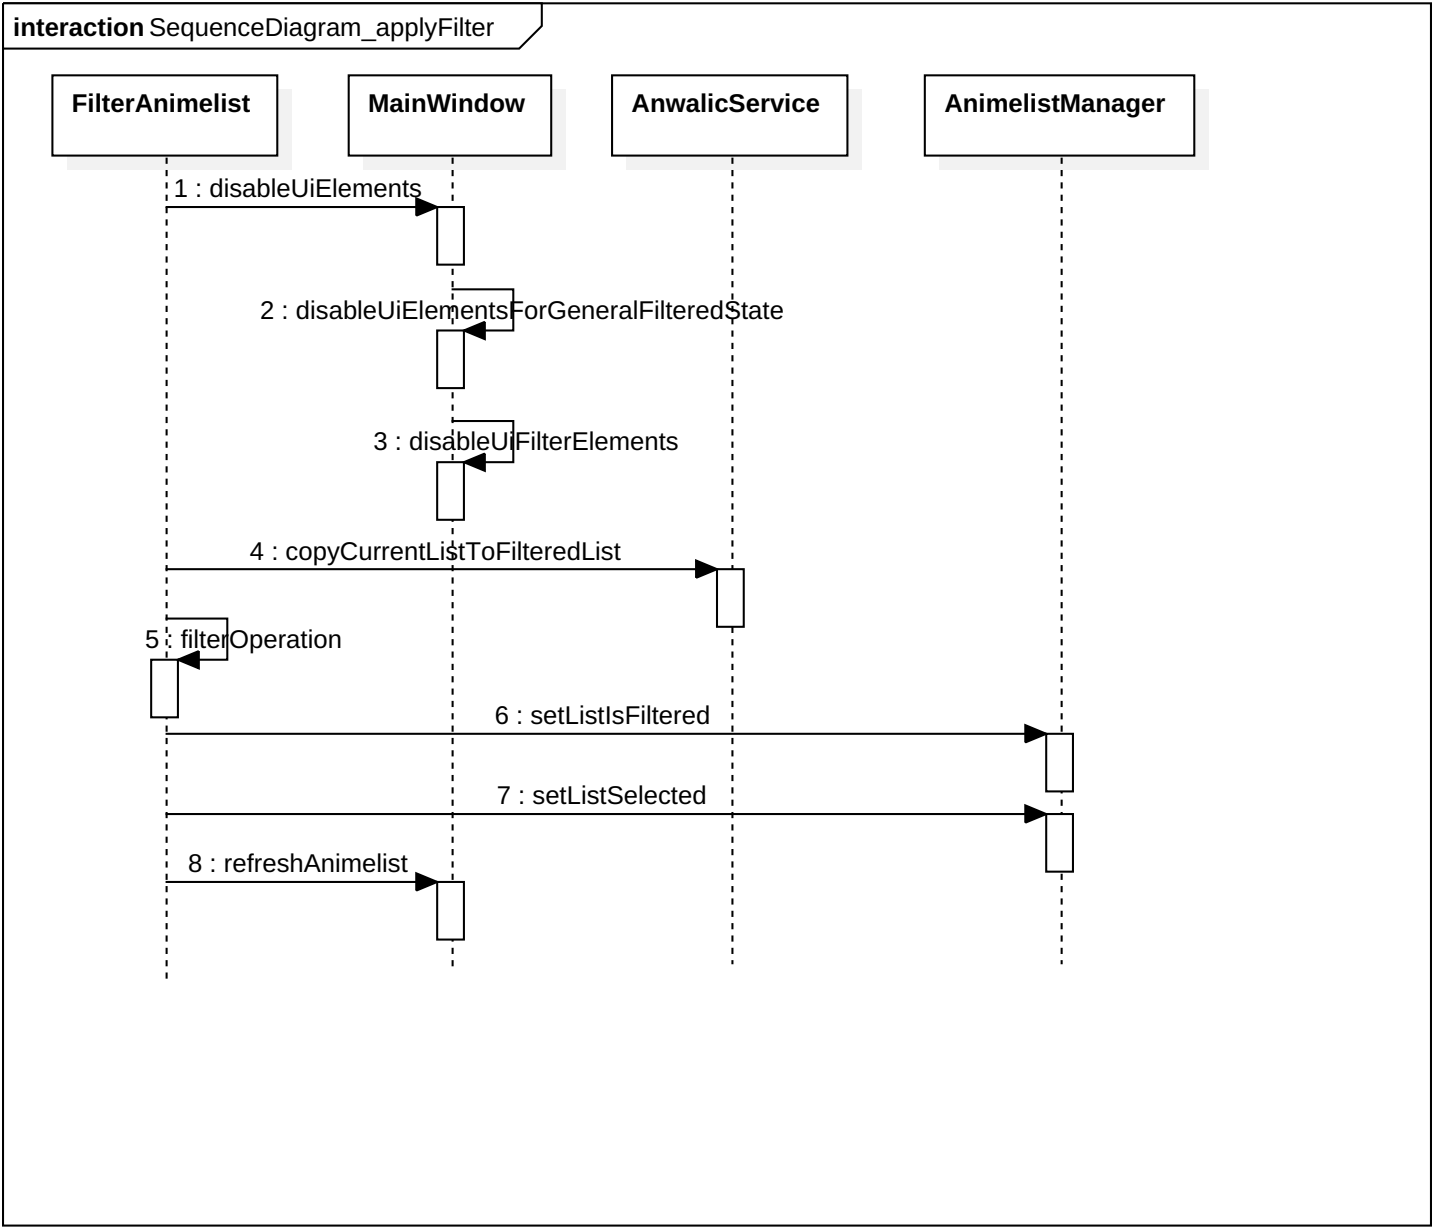 interaction SequenceDiagram_applyFilter
FilterAnimelist
MainWindow
AnwalicService
AnimelistManager
1 : disableUiElements
2 : disableUiElementsForGeneralFilteredState
3 : disableUiFilterElements
4 : copyCurrentListToFilteredList
5 : filterOperation
6 : setListIsFiltered
7 : setListSelected
8 : refreshAnimelist